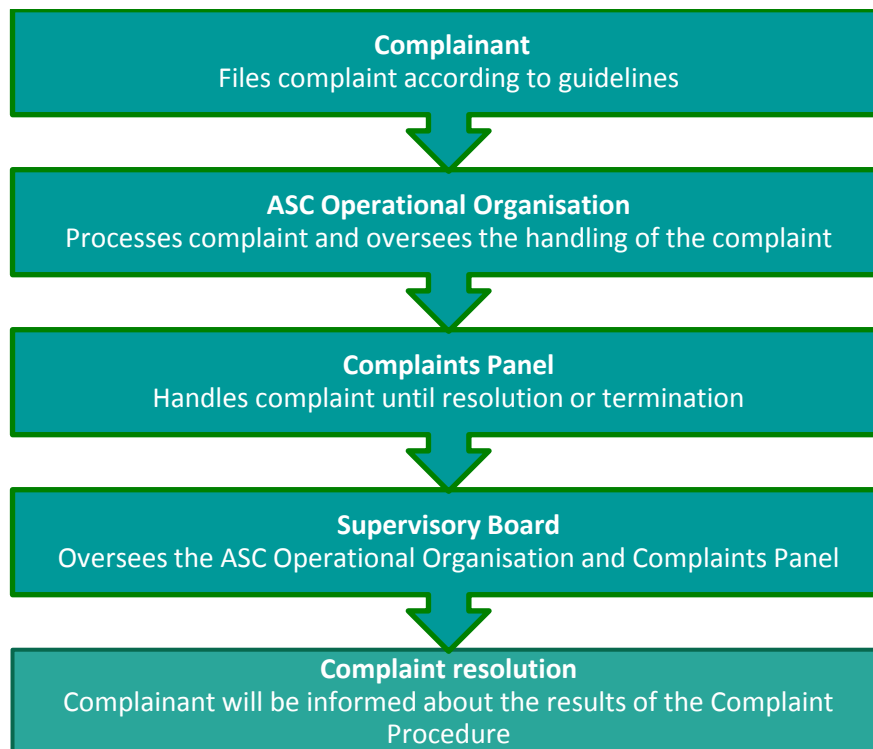 Complainant
Files complaint according to guidelines
ASC Operational Organisation
Processes complaint and oversees the handling of the complaint
Complaints Panel
Handles complaint until resolution or termination
Supervisory Board
Oversees the ASC Operational Organisation and Complaints Panel
Complaint resolution
Complainant will be informed about the results of the Complaint
Procedure